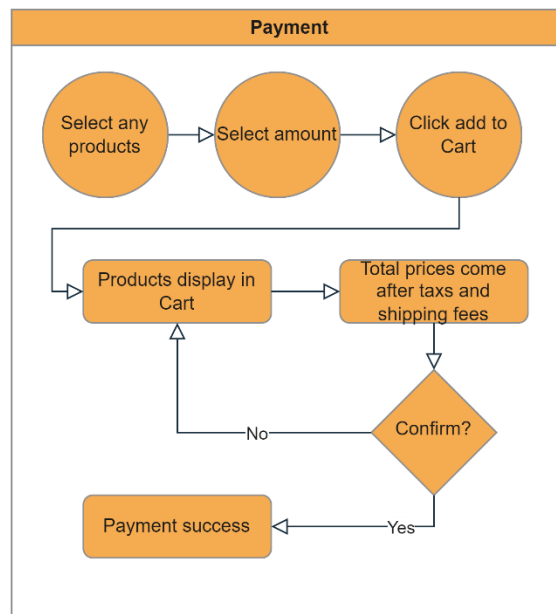 Payment
Select any
products
Select amount
Click add to
Cart
Products display in
Cart
Total prices come
after taxs and
shipping fees
Confirm?
No
Yes
Payment success